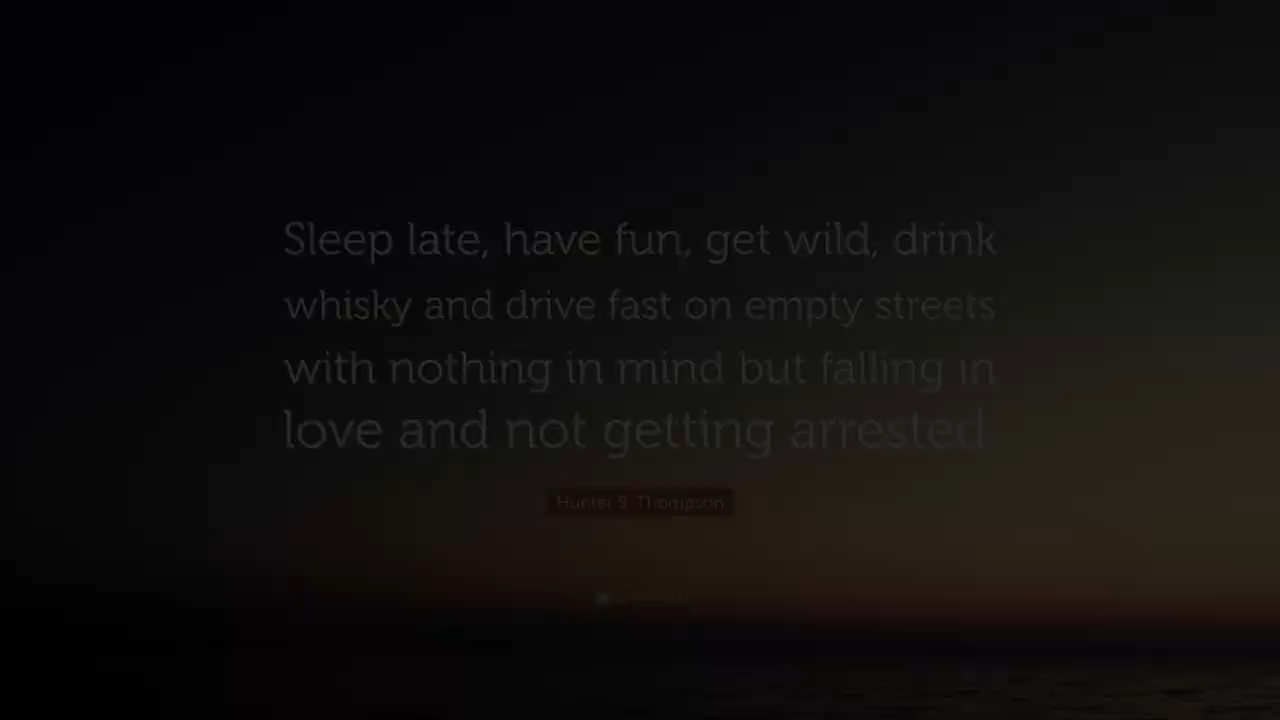 Sleep late, have fun, get wild, drink
whisky and drive fast on empty streets
with nothing in mind but falling in
love and not getting arrested
Hunter S. Thompson